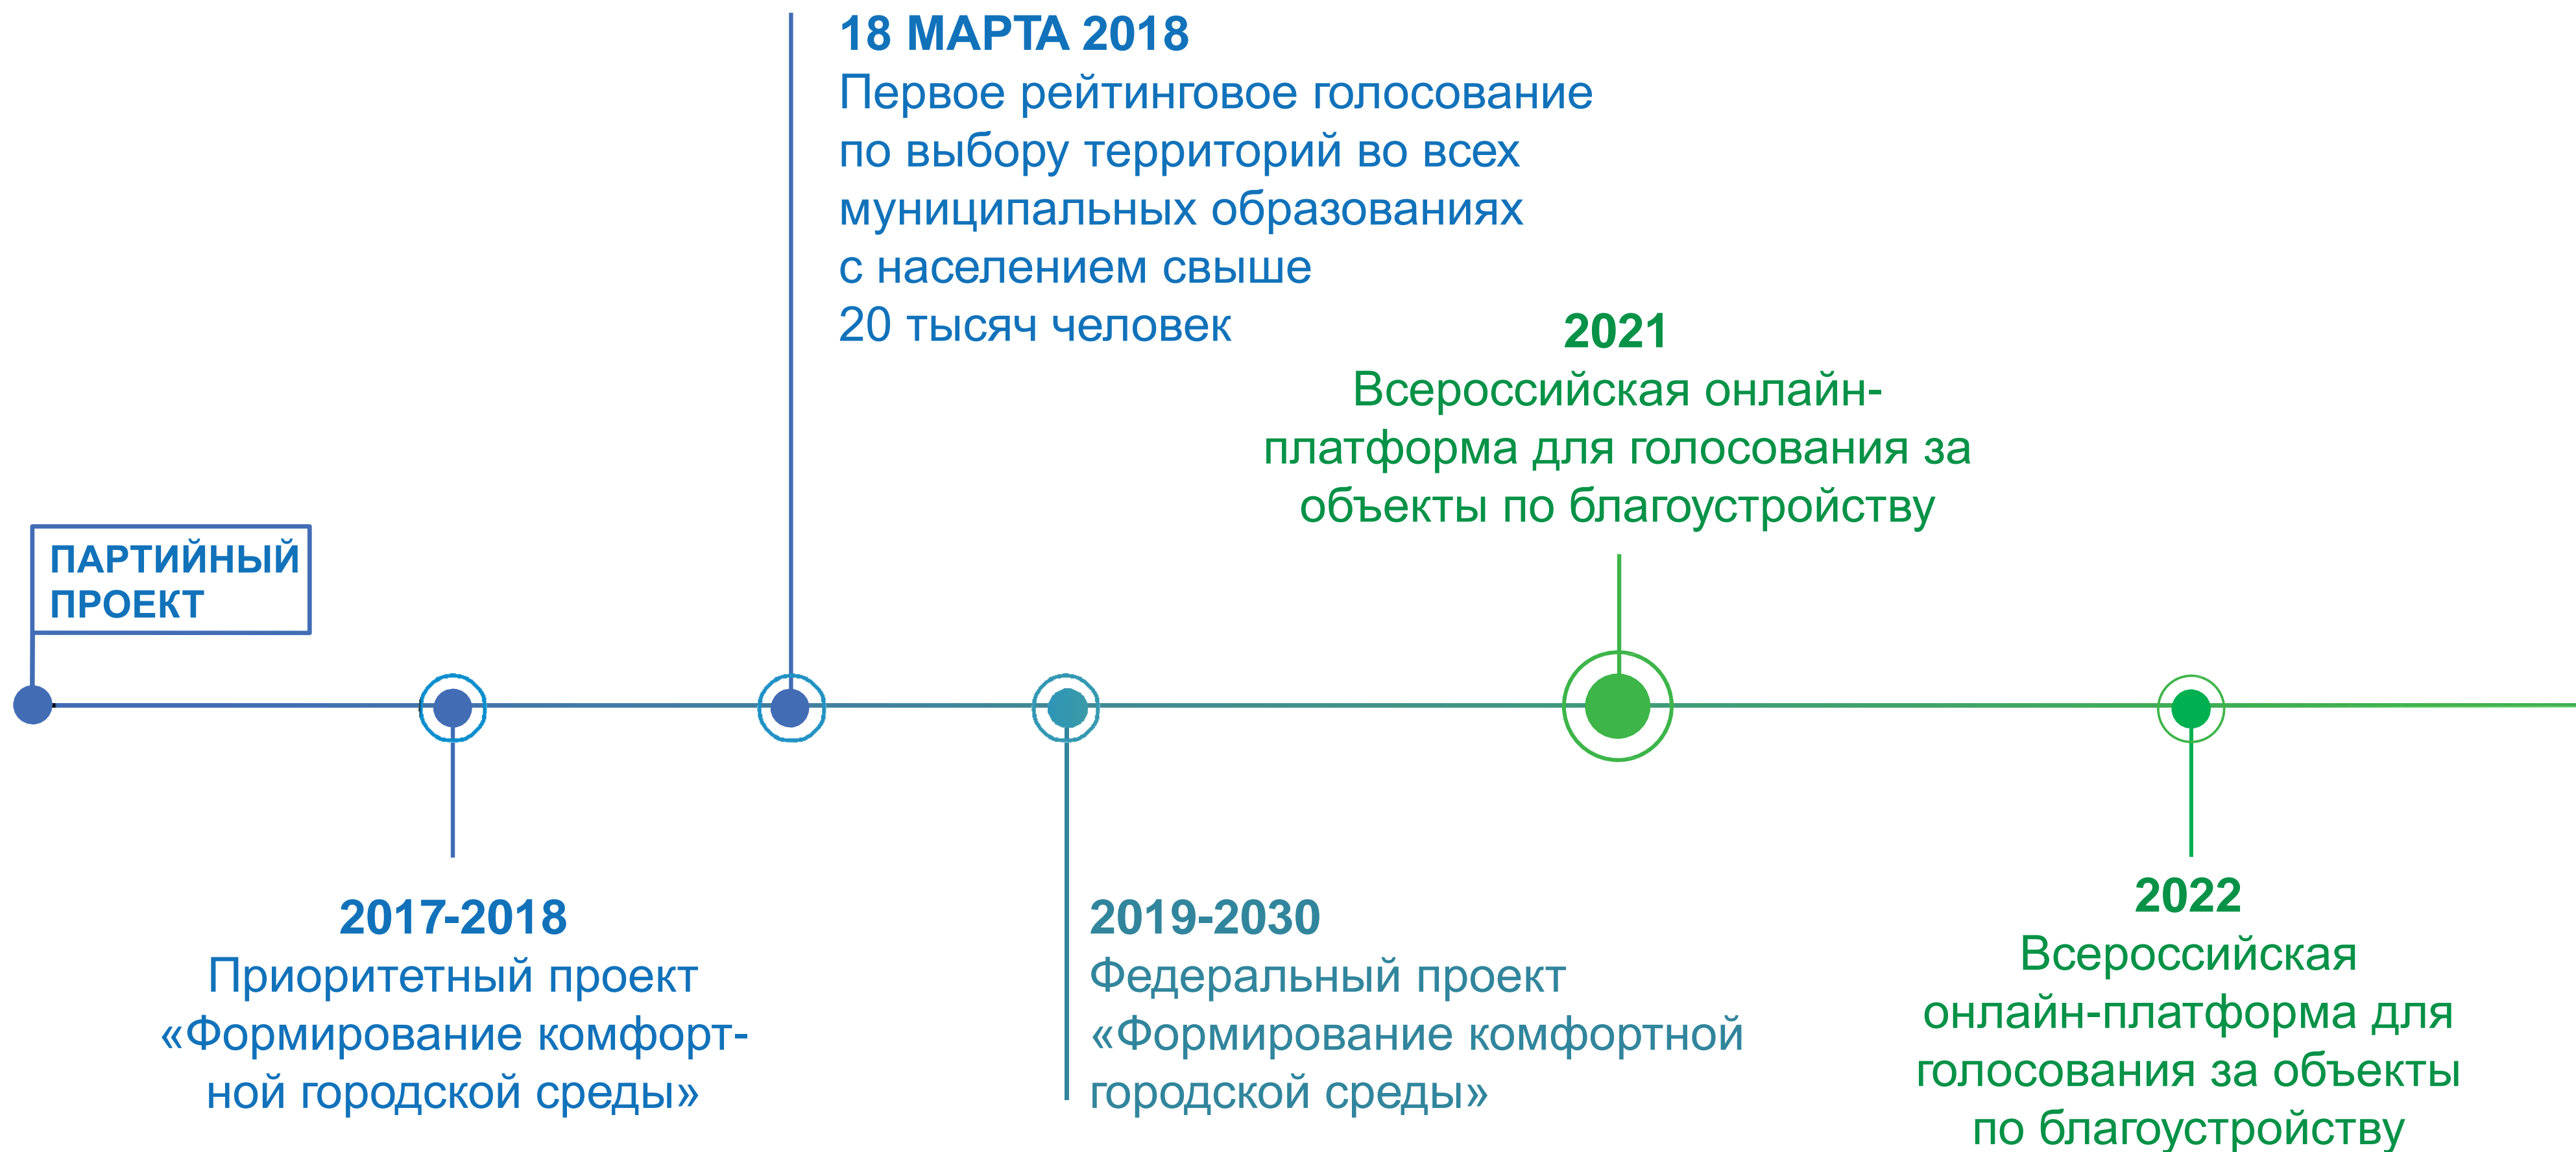 18 МАРТА 2018
Первое рейтинговое голосование
по выбору территорий во всех
муниципальных образованиях
с населением свыше
20 тысяч человек
2021
Всероссийская онлайн-
платформа для голосования за
объекты по благоустройству
ПАРТИЙНЫЙ
ПРОЕКТ
2017-2018
Приоритетный проект
«Формирование комфорт-
ной городской среды»
2019-2030
Федеральный проект
«Формирование комфортной
городской среды»
2022
Всероссийская
онлайн-платформа для
голосования за объекты
по благоустройству